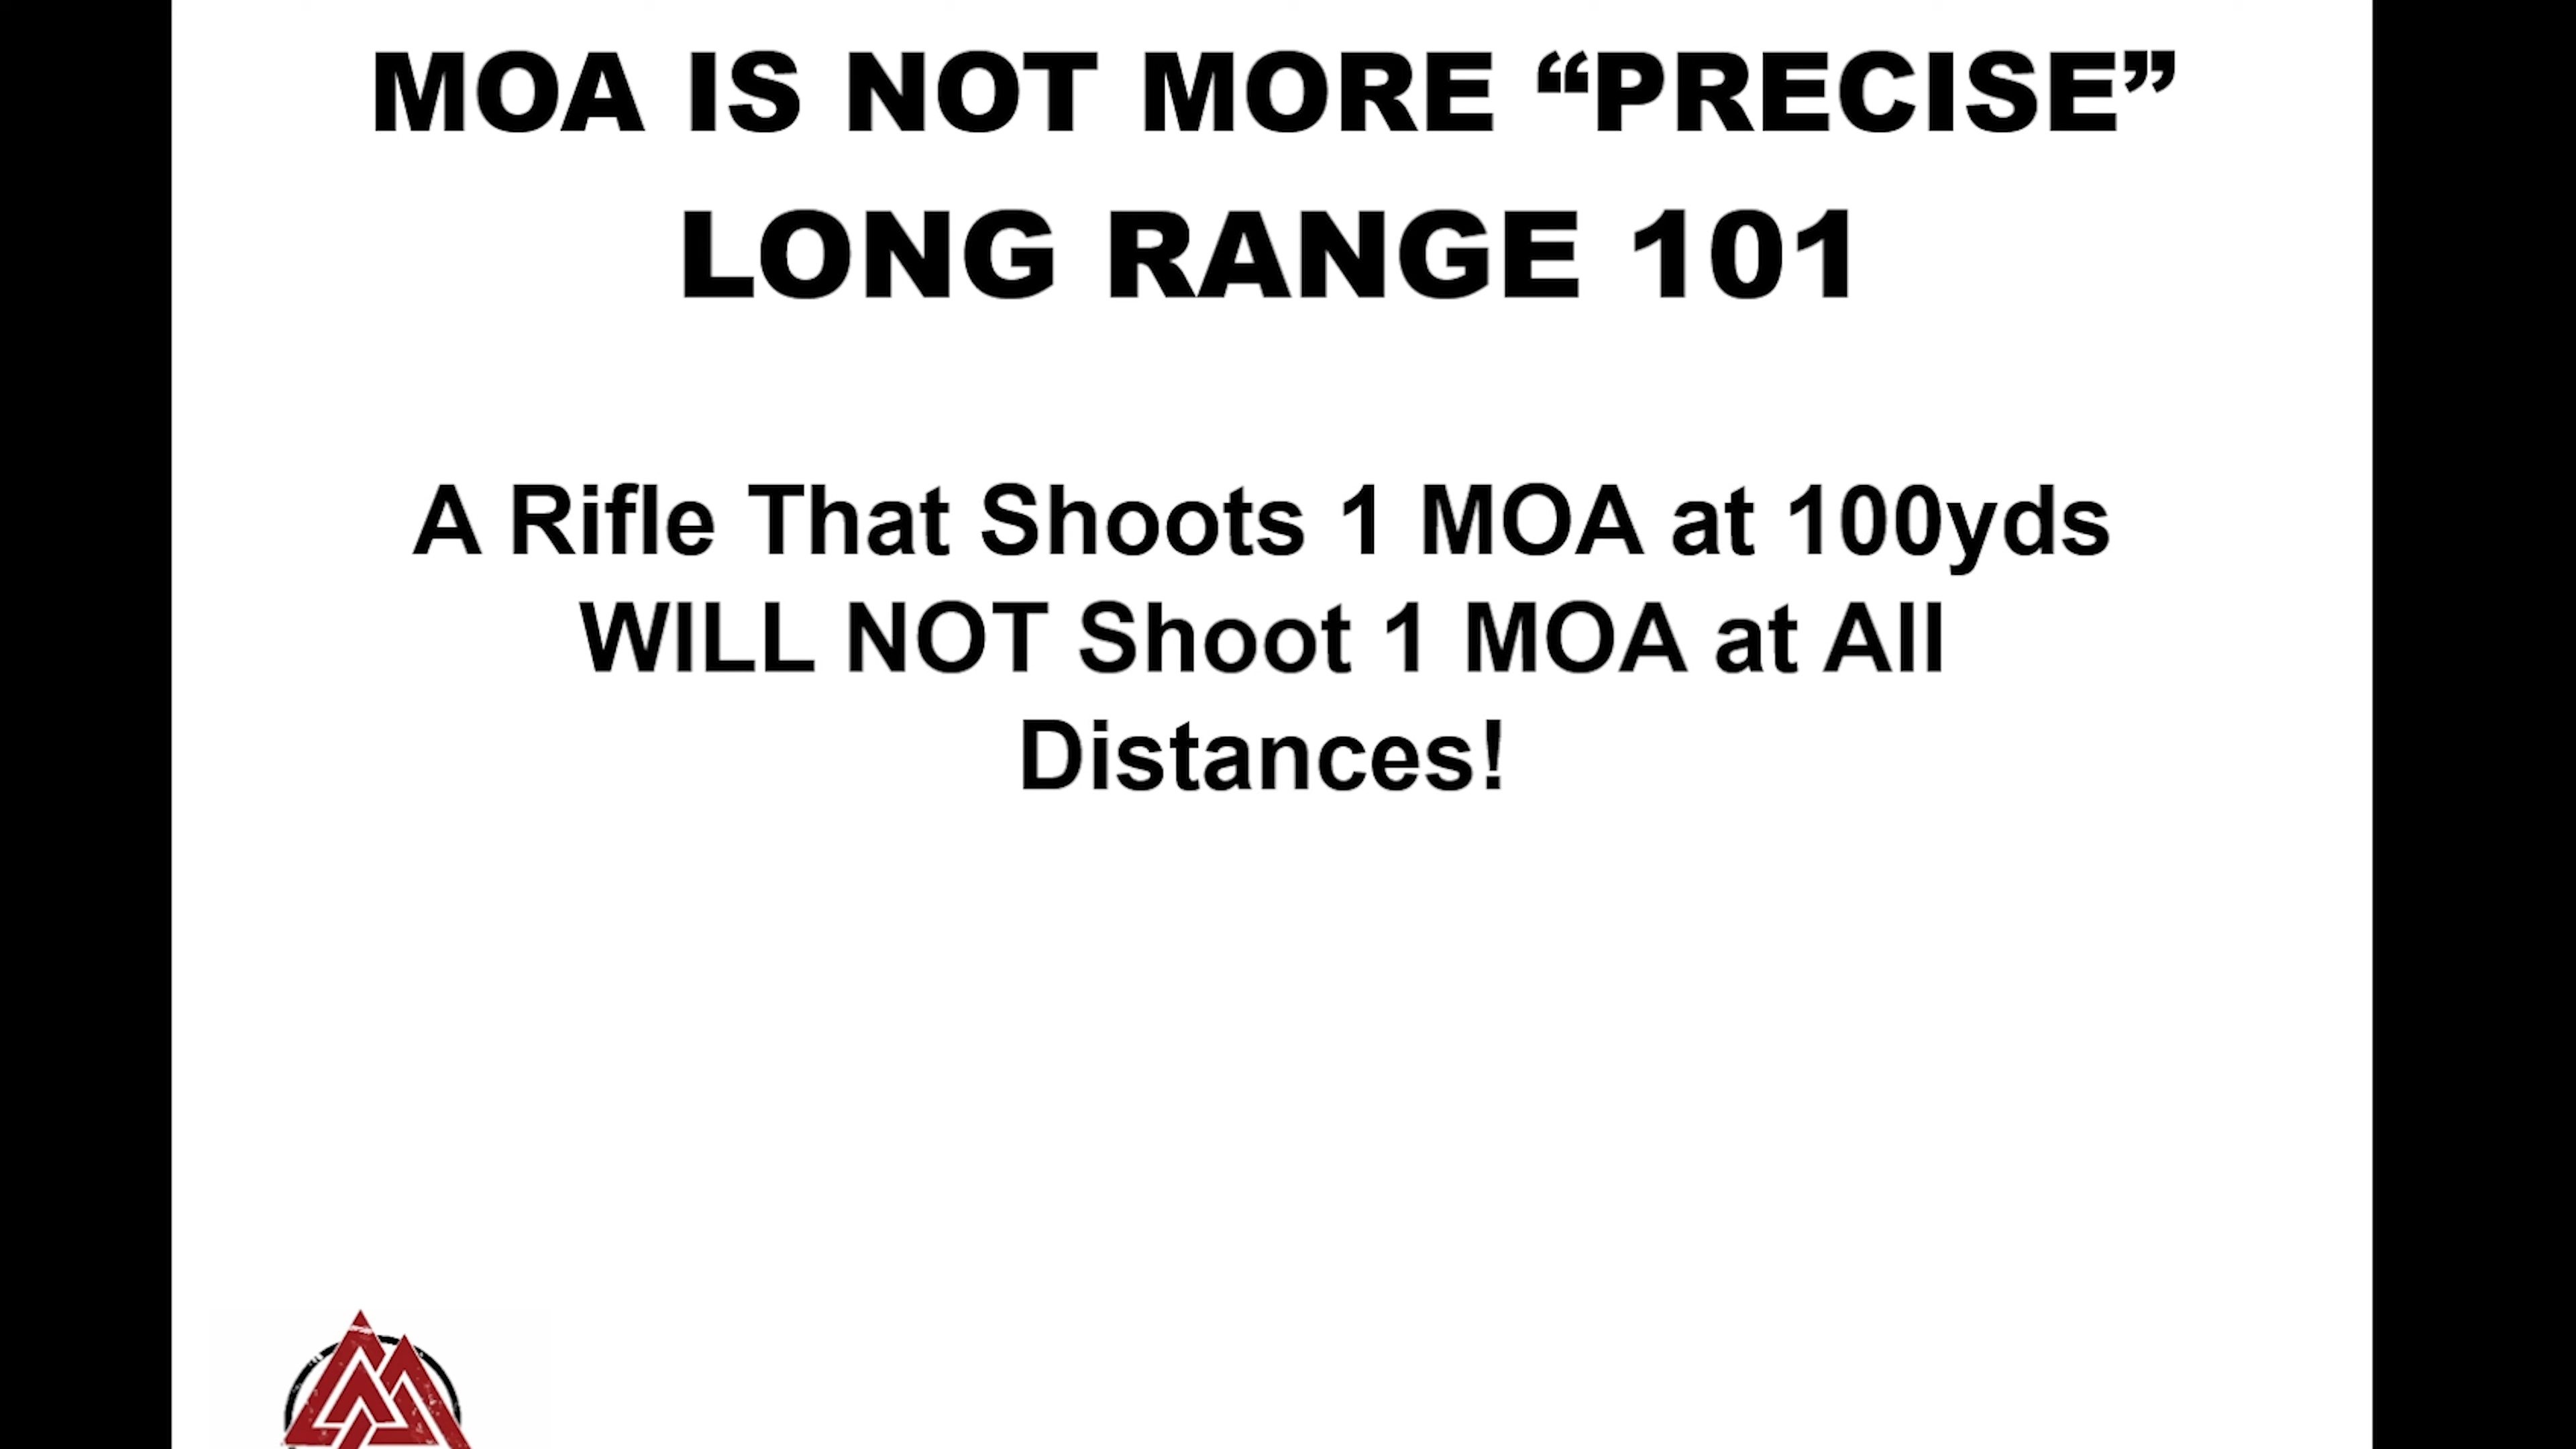 MOA IS NOT MORE “PRECISE”
LONG RANGE 101
A Rifle That Shoots 1 MOA at 100yds
WILL NOT Shoot 1 MOA at All
Distances!